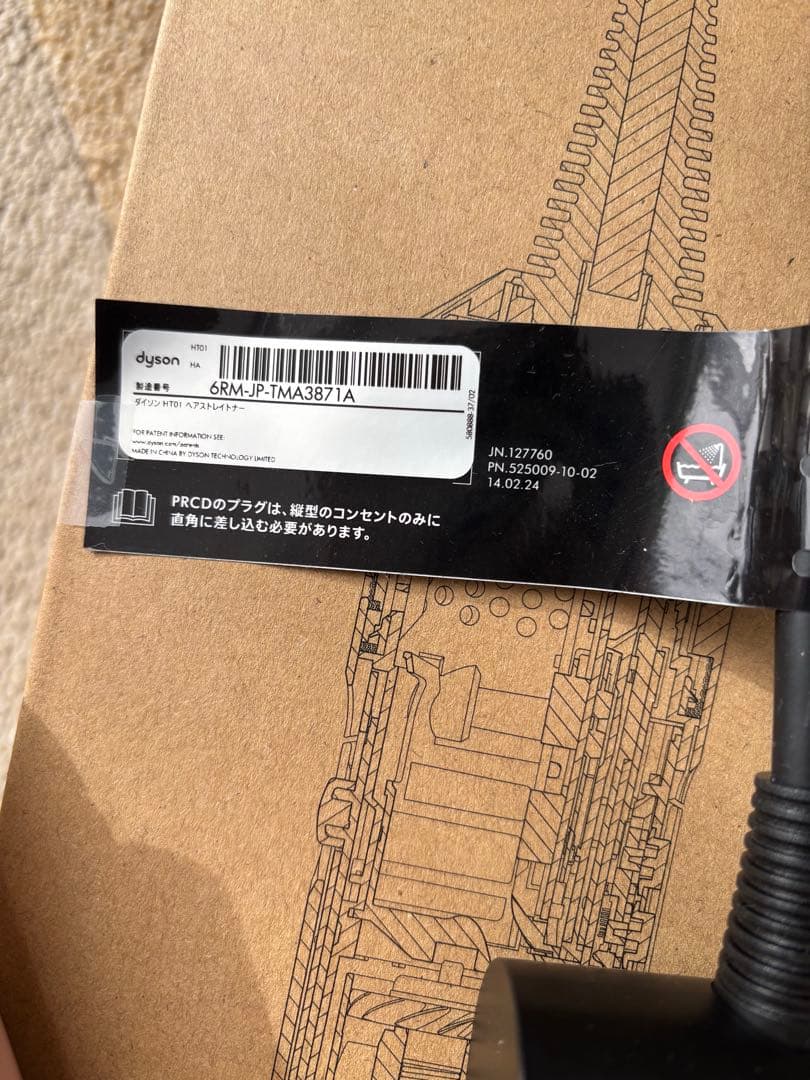 dyson
HT01
HA
製造番号
6RM-JP-TMA3871A
ダイソン HT01 ヘアストレイトナー
FOR PATENT INFORMATION SEE:
www.dyson.com/patents
MADE IN CHINA BY DYSON TECHNOLOGY LIMITED
JN.127760
PN.525009-10-02
14.02.24
PRCDのプラグは、縦型のコンセントのみに
直角に差し込む必要があります。